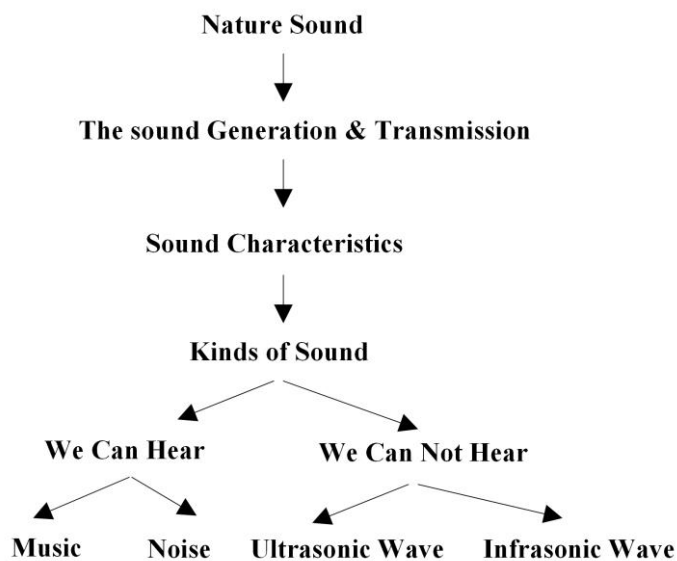 Nature Sound
The sound Generation & Transmission
Sound Characteristics
Kinds of Sound
We Can Hear
We Can Not Hear
Music
Noise
Ultrasonic Wave
Infrasonic Wave